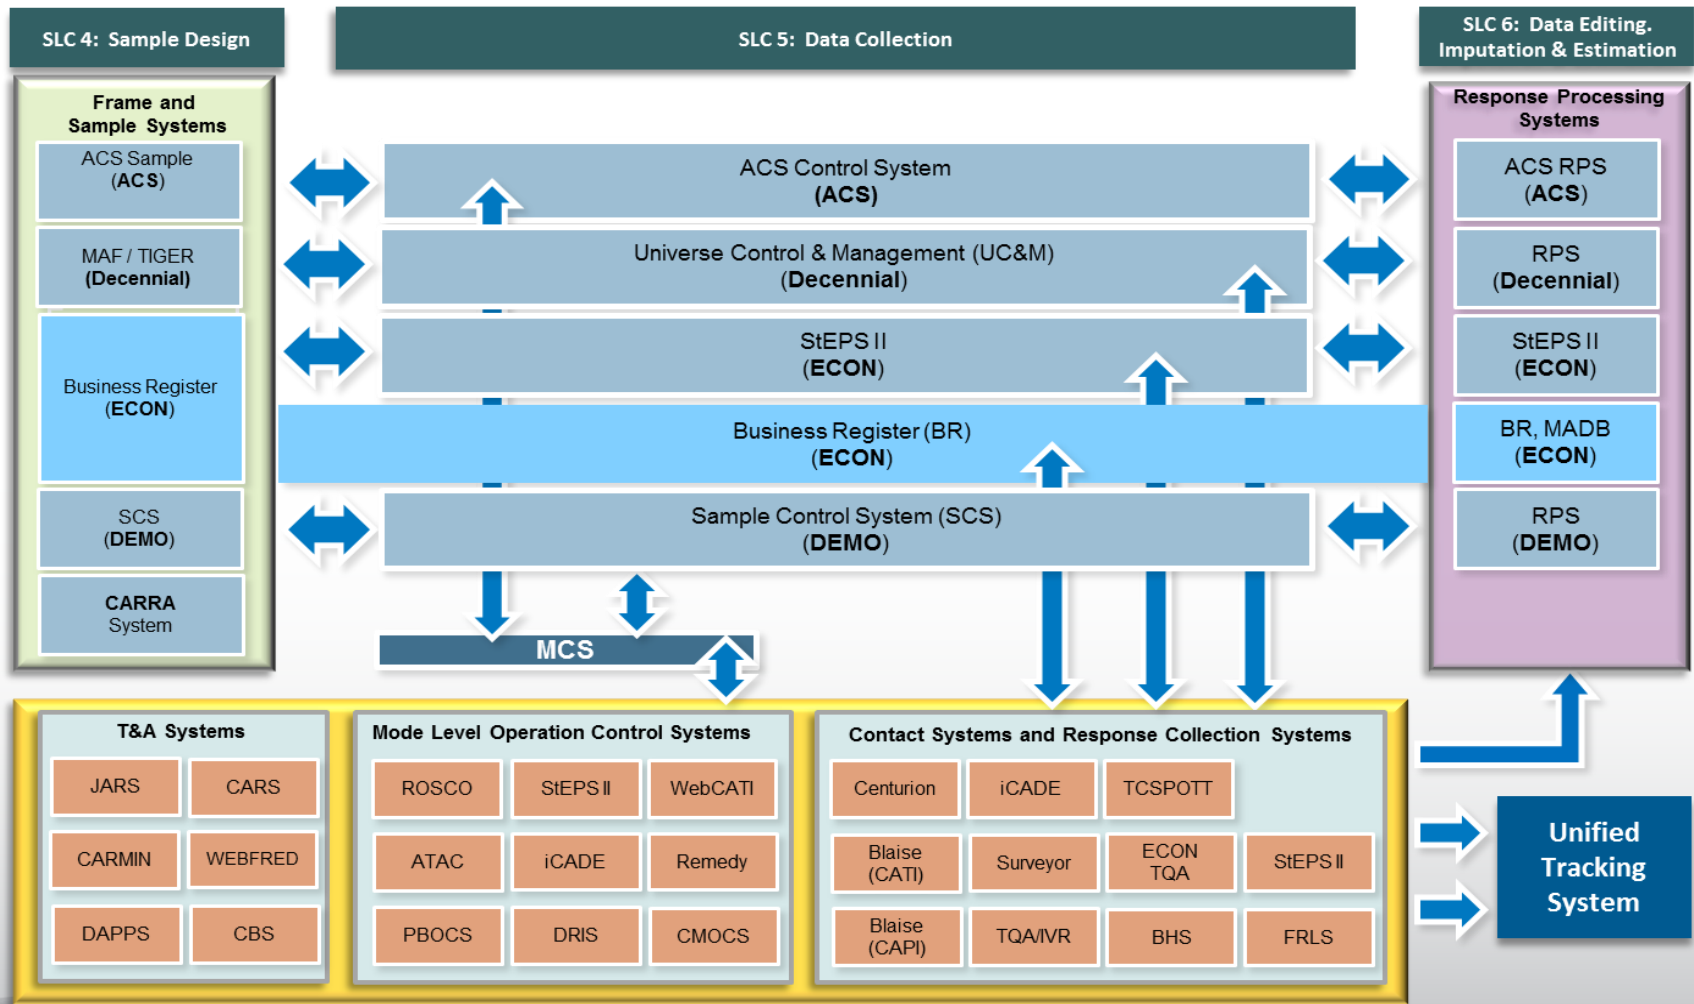 SLC 4: Sample Design
SLC 5: Data Collection
SLC 6: Data Editing.
Imputation & Estimation
Frame and
Sample Systems
ACS Sample
(ACS)
MAF / TIGER
(Decennial)
Business Register
(ECON)
SCS
(DEMO)
CARRA
System
ACS Control System
(ACS)
Universe Control & Management (UC&M)
(Decennial)
StEPS II
(ECON)
Business Register (BR)
(ECON)
Sample Control System (SCS)
(DEMO)
MCS
Response Processing
Systems
ACS RPS
(ACS)
RPS
(Decennial)
StEPS II
(ECON)
BR, MADB
(ECON)
RPS
(DEMO)
T&A Systems
JARS
CARS
CARMIN
WEBFRED
DAPPS
CBS
Mode Level Operation Control Systems
ROSCO
StEPS II
WebCATI
ATAC
iCADE
Remedy
PBOCS
DRIS
CMOCS
Contact Systems and Response Collection Systems
Centurion
iCADE
TCSPOTT
Blaise
(CATI)
Surveyor
ECON
TQA
StEPS II
Blaise
(CAPI)
TQA/IVR
BHS
FRLS
Unified
Tracking
System